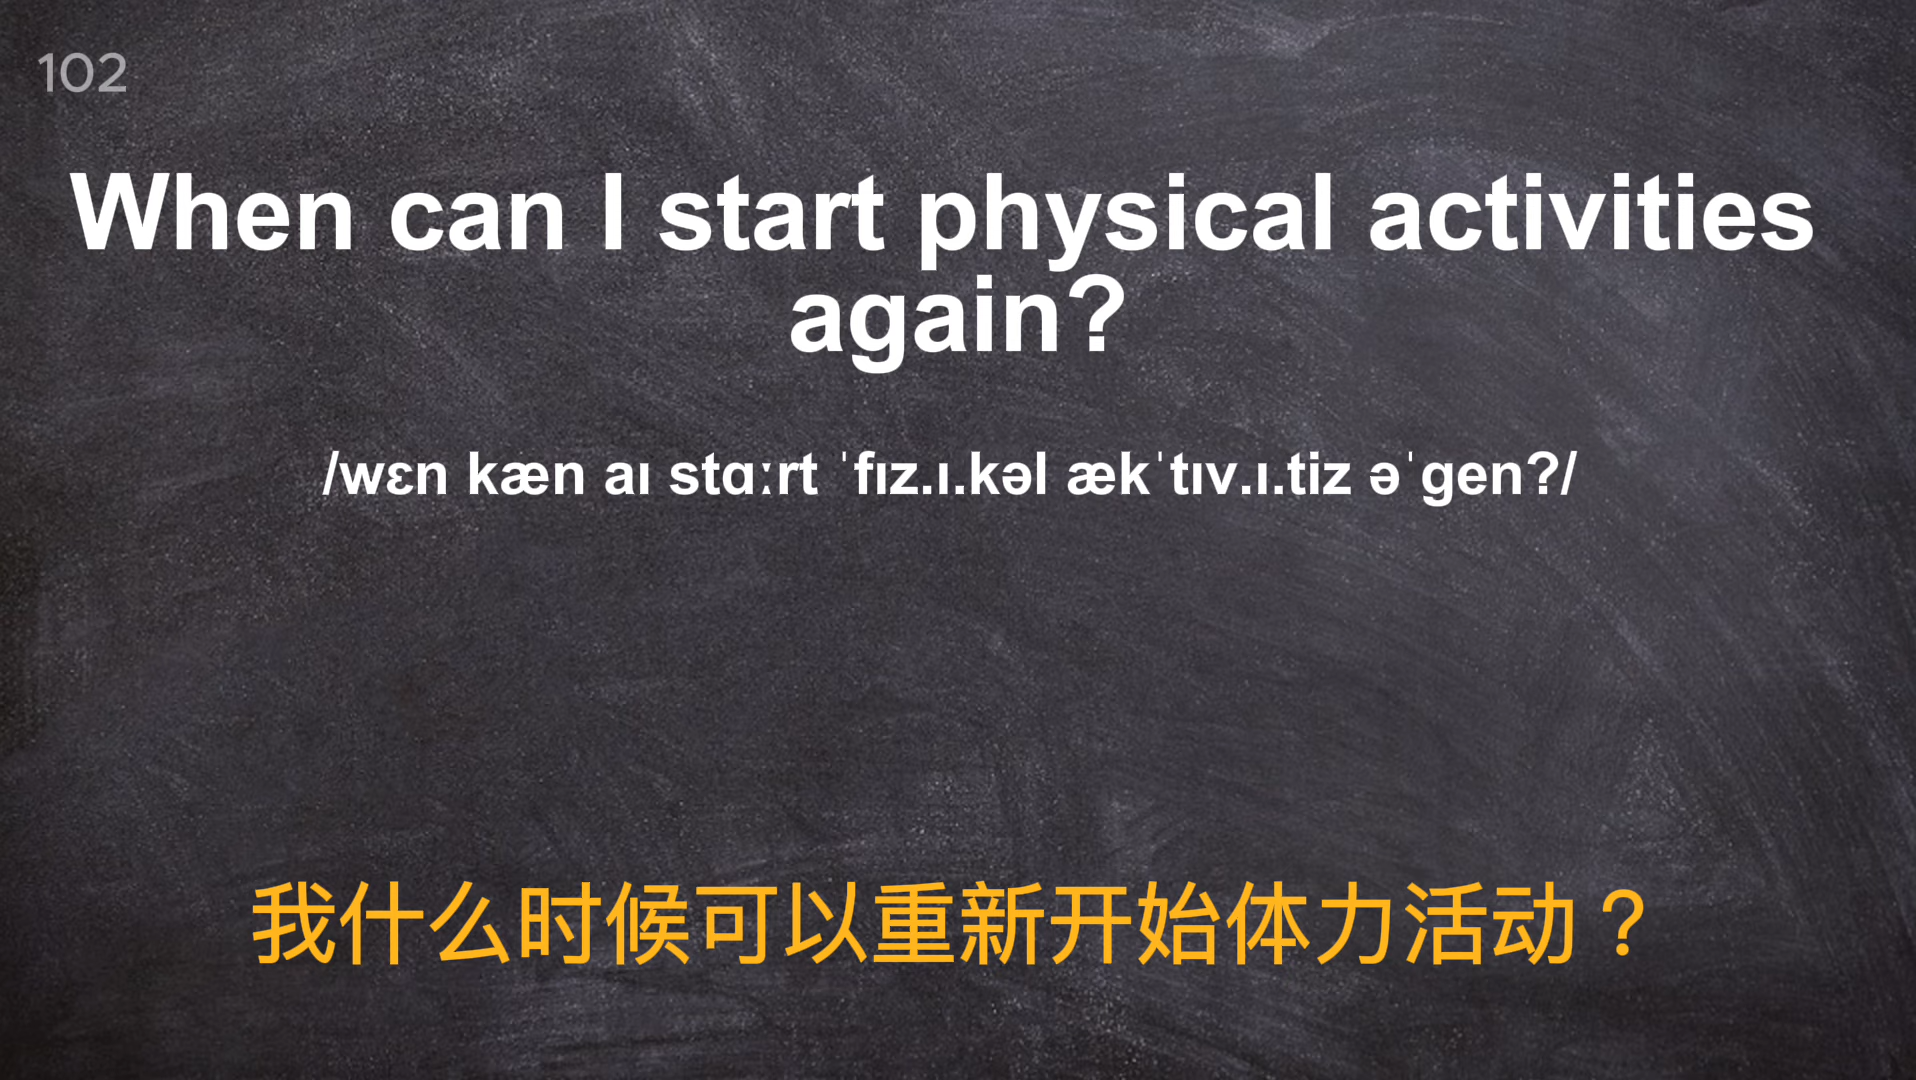 102
When can I start physical activities
again?
/wɛn kæn aɪ stɑːrt ˈfɪz.ɪ.kəl ækˈtɪv.ɪ.tiz əˈɡen?/
我什么时候可以重新开始体力活动？